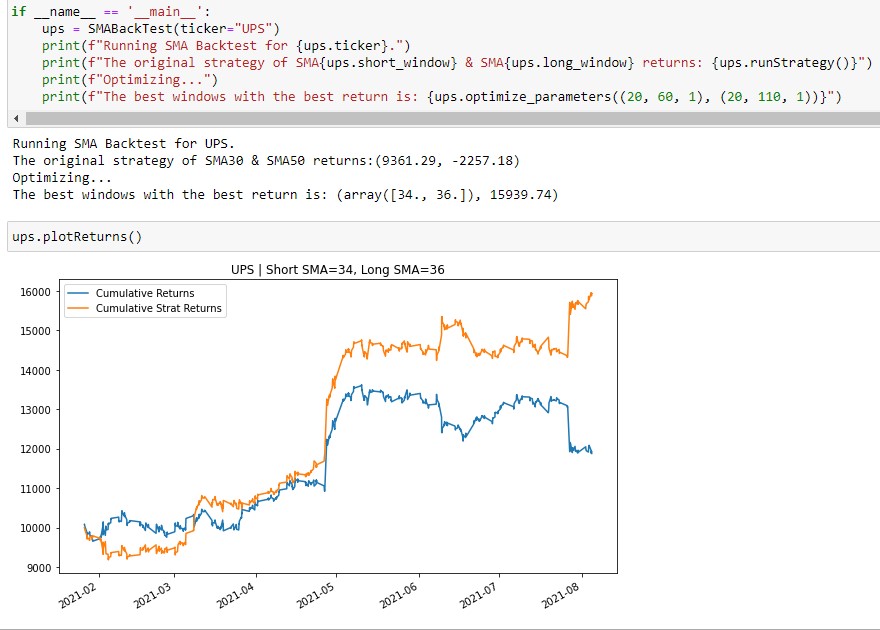 if __name__ == '__main__':
    ups = SMABackTest(ticker="UPS")
    print(f"Running SMA Backtest for {ups.ticker}.")
    print(f"The original strategy of SMA{ups.short_window} & SMA{ups.long_window} returns: {ups.runStrategy()}")
    print(f"Optimizing...")
    print(f"The best windows with the best return is: {ups.optimize_parameters((20, 60, 1), (20, 110, 1))}")
Running SMA Backtest for UPS.
The original strategy of SMA30 & SMA50 returns:(9361.29, -2257.18)
Optimizing...
The best windows with the best return is: (array([34., 36.]), 15939.74)
ups.plotReturns()
UPS | Short SMA=34, Long SMA=36
Cumulative Returns
Cumulative Strat Returns
16000
15000
14000
13000
12000
11000
10000
9000
2021-02
2021-03
2021-04
2021-05
2021-06
2021-07
2021-08